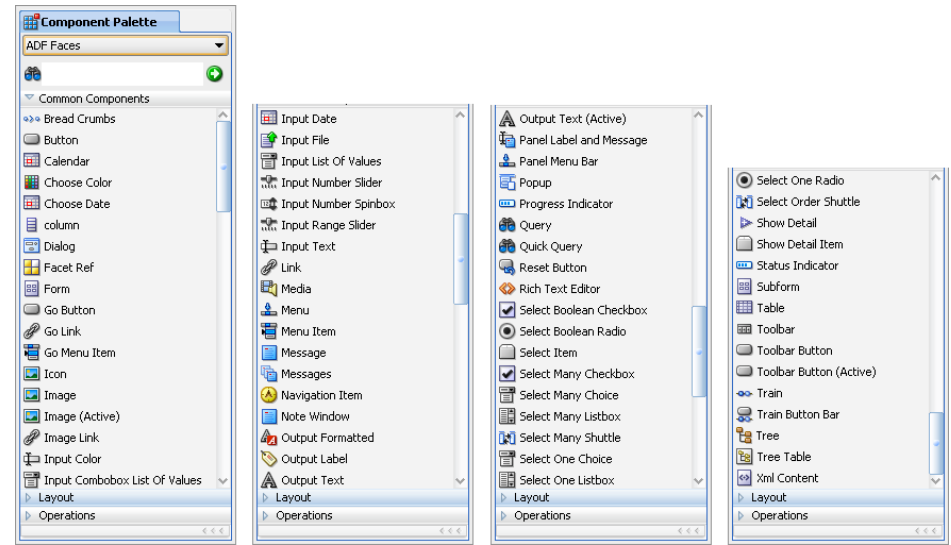 Component Palette
ADF Faces
Common Components
Bread Crumbs
Button
Calendar
Choose Color
Choose Date
column
Dialog
Facet Ref
Form
Go Button
Go Link
Go Menu Item
Icon
Image
Image (Active)
Image Link
Input Color
Input Combobox List Of Values
Layout
Operations
Input Date
Input File
Input List Of Values
Input Number Slider
Input Number Spinbox
Input Range Slider
Input Text
Link
Media
Menu
Menu Item
Message
Messages
Navigation Item
Note Window
Output Formatted
Output Label
Output Text
Layout
Operations
Output Text (Active)
Panel Label and Message
Panel Menu Bar
Popup
Progress Indicator
Query
Quick Query
Reset Button
Rich Text Editor
Select Boolean Checkbox
Select Boolean Radio
Select Item
Select Many Checkbox
Select Many Choice
Select Many Listbox
Select Many Shuttle
Select One Choice
Select One Listbox
Layout
Operations
Select One Radio
Select Order Shuttle
Show Detail
Show Detail Item
Status Indicator
Subform
Table
Toolbar
Toolbar Button
Toolbar Button (Active)
Train
Train Button Bar
Tree
Tree Table
Xml Content
Layout
Operations